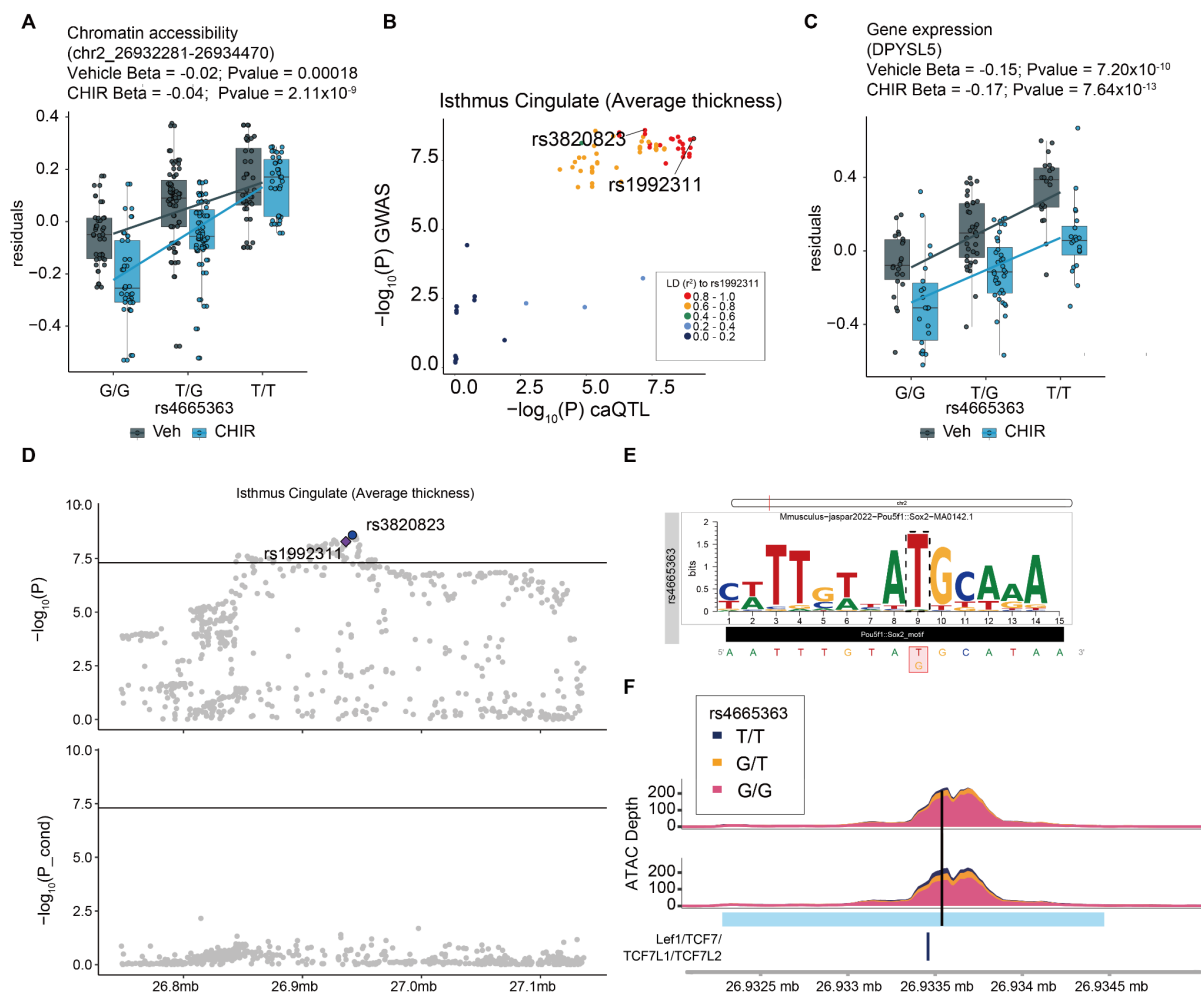 A
Chromatin accessibility
(chr2_26932281-26934470)
Vehicle Beta = -0.02; Pvalue = 0.00018
CHIR Beta = -0.04; Pvalue = 2.11x10⁻⁹
0.4
0.2
0.0
−0.2
−0.4
residuals
G/G
T/G
T/T
rs4665363
Veh
CHIR
B
Isthmus Cingulate (Average thickness)
rs3820823
rs1992311
7.5
5.0
2.5
0.0
−log₁₀(P) GWAS
LD (r²) to rs1992311
0.8 - 1.0
0.6 - 0.8
0.4 - 0.6
0.2 - 0.4
0.0 - 0.2
0.0
2.5
5.0
7.5
−log₁₀(P) caQTL
C
Gene expression
(DPYSL5)
Vehicle Beta = -0.15; Pvalue = 7.20x10⁻¹⁰
CHIR Beta = -0.17; Pvalue = 7.64x10⁻¹³
0.4
0.0
−0.4
residuals
G/G
T/G
T/T
rs4665363
Veh
CHIR
D
Isthmus Cingulate (Average thickness)
10.0
7.5
5.0
2.5
0.0
−log₁₀(P)
rs3820823
rs1992311
10.0
7.5
5.0
2.5
0.0
−log₁₀(P_cond)
26.8mb
26.9mb
27.0mb
27.1mb
E
chr2
Mmusculus−jaspar2022−Pou5f1::Sox2−MA0142.1
rs4665363
bits
2
1.5
1
0.5
0
1 2 3 4 5 6 7 8 9 10 11 12 13 14 15
Pou5f1::Sox2_motif
5' A A T T T G T A T G C A T A A 3'
G
F
rs4665363
T/T
G/T
G/G
200
100
0
200
100
0
ATAC Depth
Lef1/TCF7/
TCF7L1/TCF7L2
26.9325 mb
26.933 mb
26.9335 mb
26.934 mb
26.9345 mb